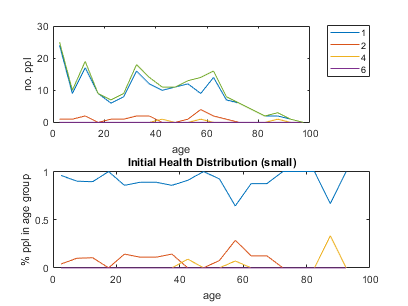 30
20
10
0
no. ppl
0 20 40 60 80 100
age
1
2
4
6
Initial Health Distribution (small)
1
0.5
0
% ppl in age group
0 20 40 60 80 100
age